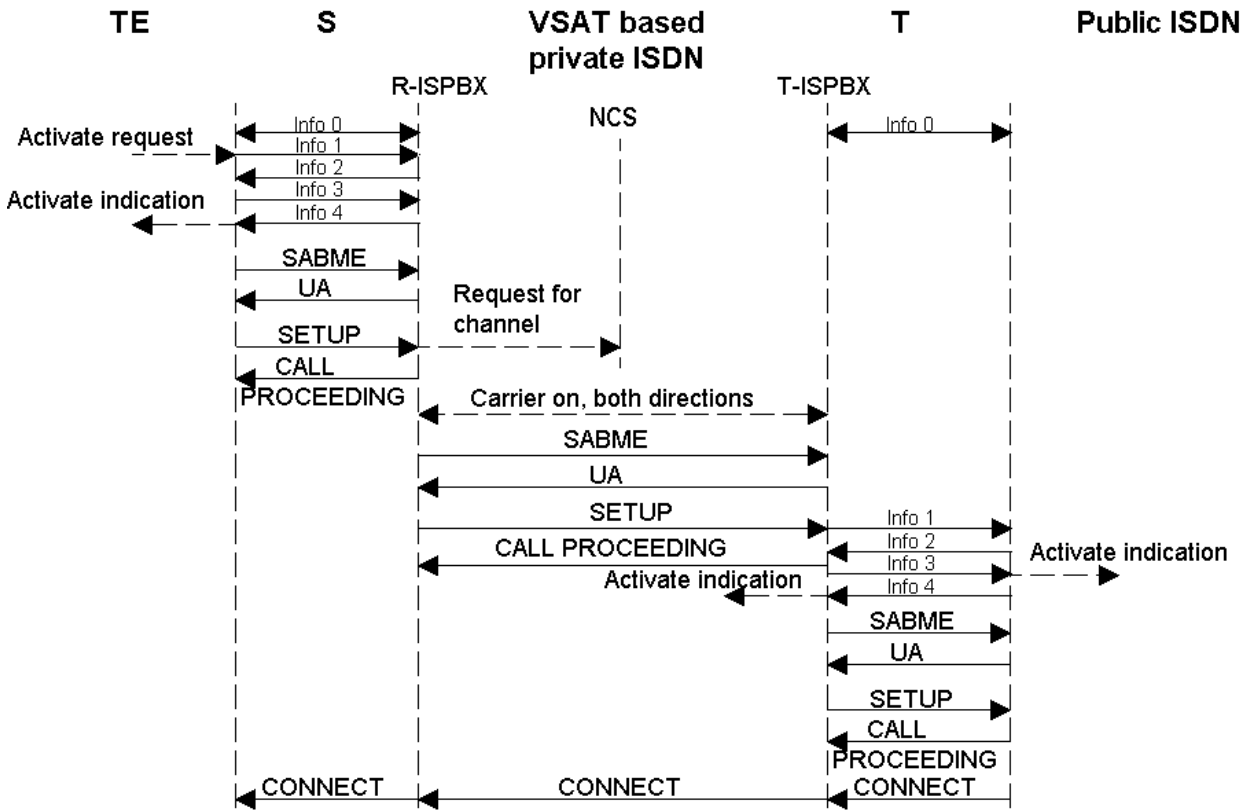 TE S VSAT based T Public ISDN
private ISDN
R-ISPBX T-ISPBX
NCS
Info 0 Info 0
Activate request
Info 1
Info 2
Info 3
Activate indication
Info 4
SABME
UA
Request for
channel
SETUP
CALL
PROCEEDING
Carrier on, both directions
SABME
UA
SETUP Info 1
CALL PROCEEDING Info 2
Activate indication
Info 3
Activate indication
Info 4
SABME
UA
SETUP
CALL
PROCEEDING
CONNECT CONNECT CONNECT